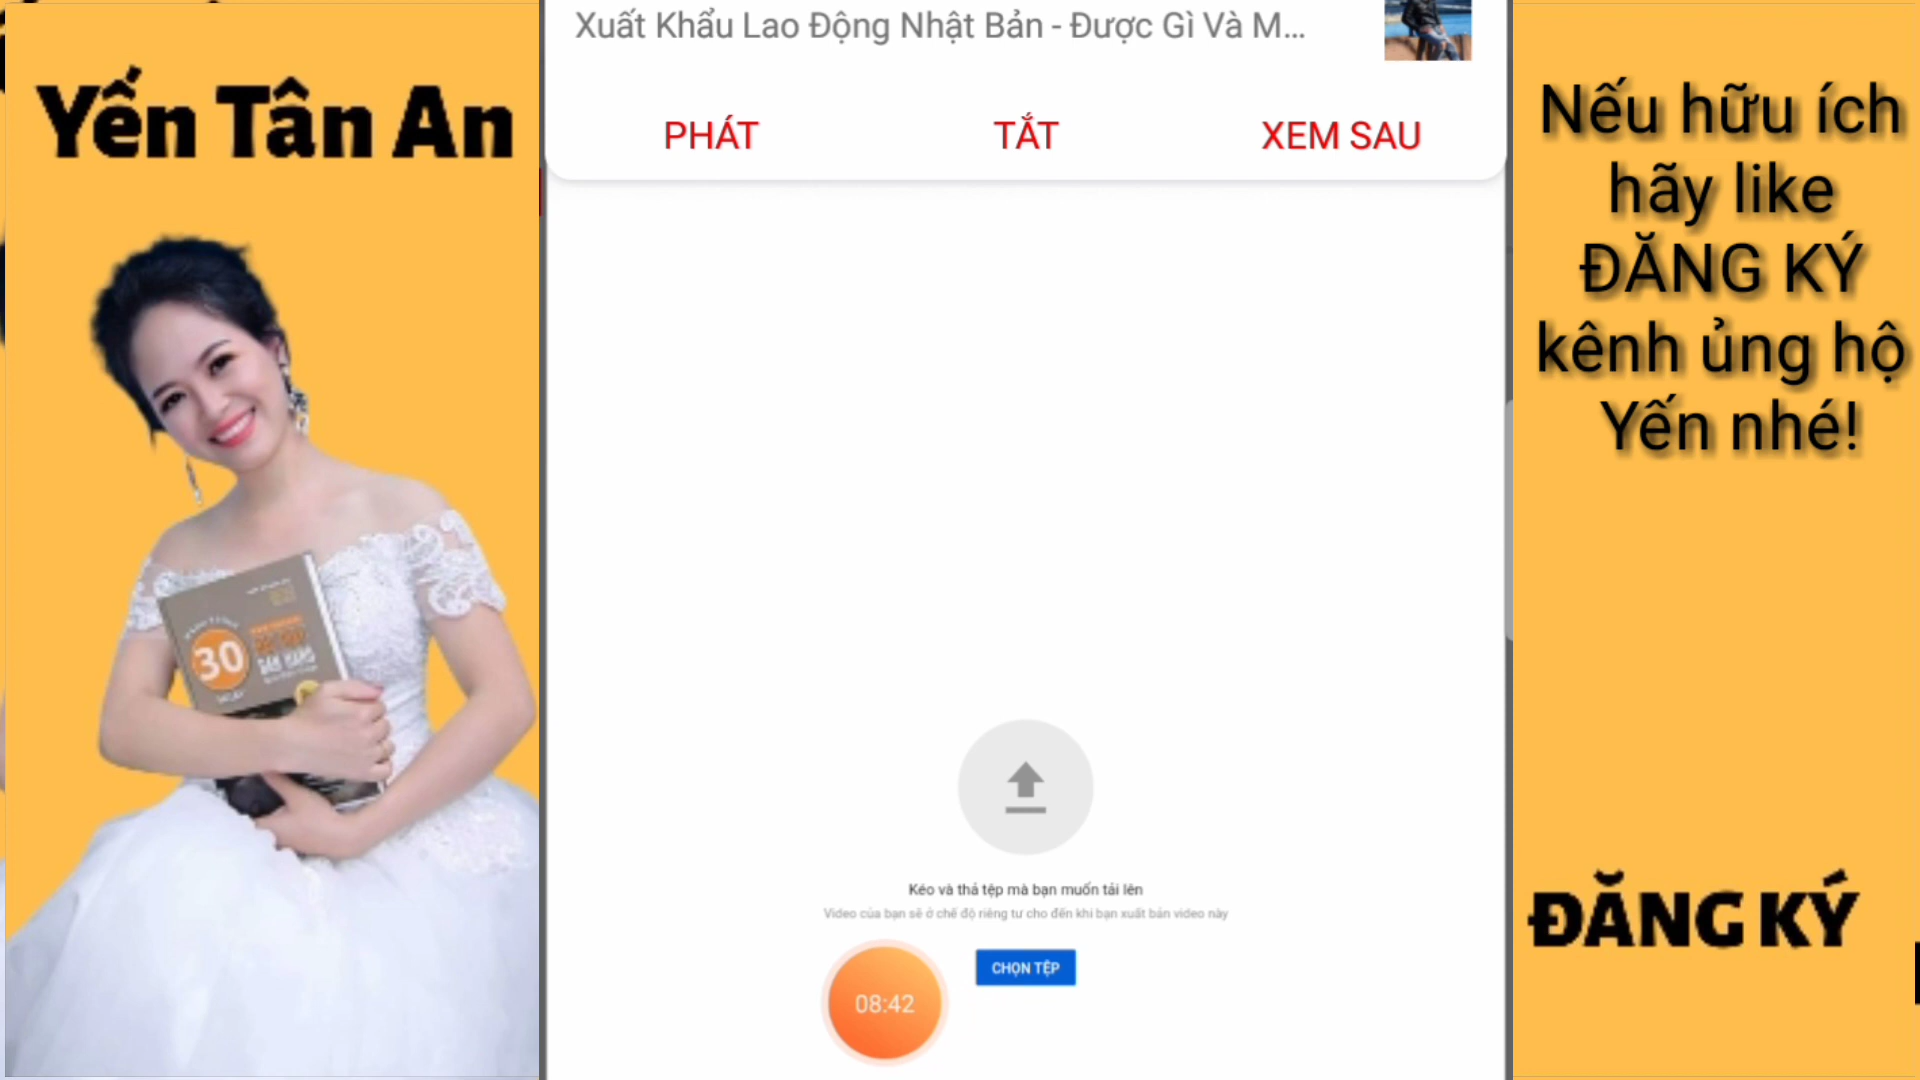 Yến Tân An
30
BÁN HÀNG
Xuất Khẩu Lao Động Nhật Bản - Được Gì Và M...
PHÁT
TẮT
XEM SAU
Kéo và thả tệp mà bạn muốn tải lên
Video của bạn sẽ ở chế độ riêng tư cho đến khi bạn xuất bản video này
CHỌN TỆP
08:42
Nếu hữu ích
hãy like
ĐĂNG KÝ
kênh ủng hộ
Yến nhé!
ĐĂNG KÝ